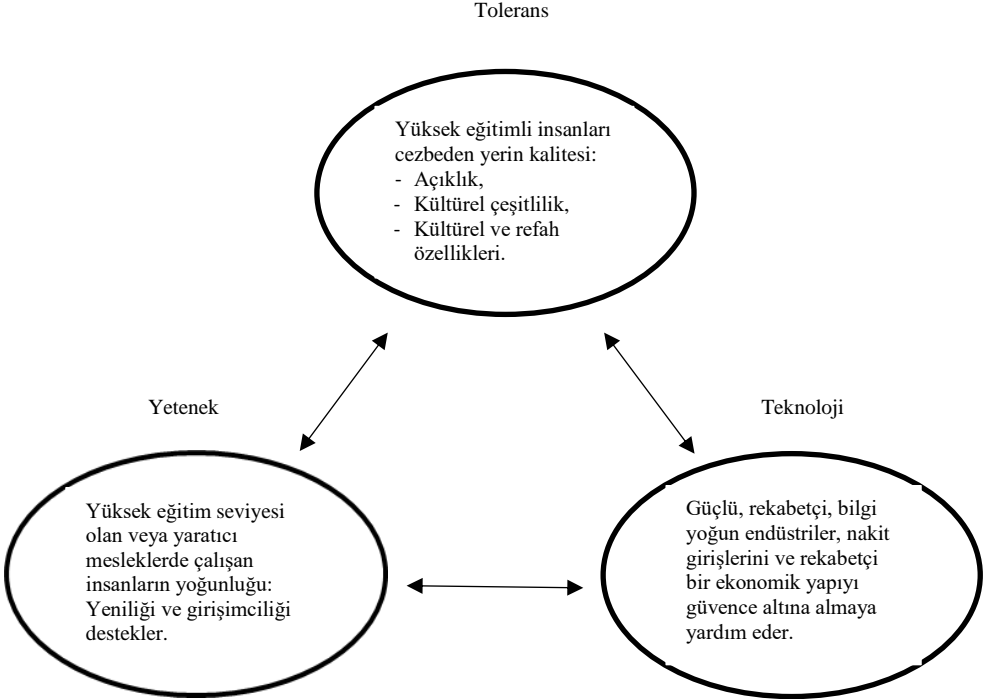 Tolerans
Yüksek eğitimli insanları
cezbeden yerin kalitesi:
- Açıklık,
- Kültürel çeşitlilik,
- Kültürel ve refah
özellikleri.
Yetenek
Teknoloji
Yüksek eğitim seviyesi
olan veya yaratıcı
mesleklerde çalışan
insanların yoğunluğu:
Yeniliği ve girişimciliği
destekler.
Güçlü, rekabetçi, bilgi
yoğun endüstriler, nakit
girişlerini ve rekabetçi
bir ekonomik yapıyı
güvence altına almaya
yardım eder.